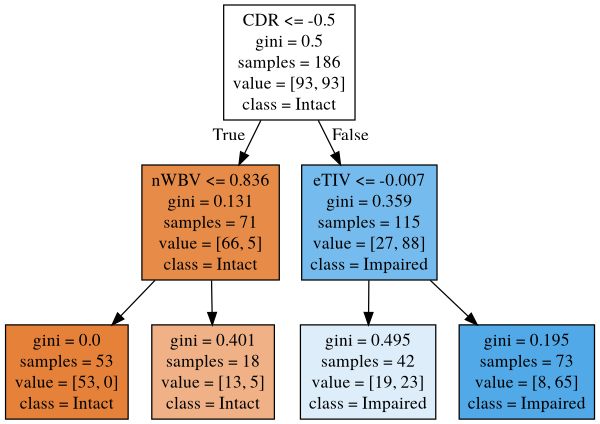 CDR <= -0.5
gini = 0.5
samples = 186
value = [93, 93]
class = Intact
True
False
nWBV <= 0.836
gini = 0.131
samples = 71
value = [66, 5]
class = Intact
eTIV <= -0.007
gini = 0.359
samples = 115
value = [27, 88]
class = Impaired
gini = 0.0
samples = 53
value = [53, 0]
class = Intact
gini = 0.401
samples = 18
value = [13, 5]
class = Intact
gini = 0.495
samples = 42
value = [19, 23]
class = Impaired
gini = 0.195
samples = 73
value = [8, 65]
class = Impaired